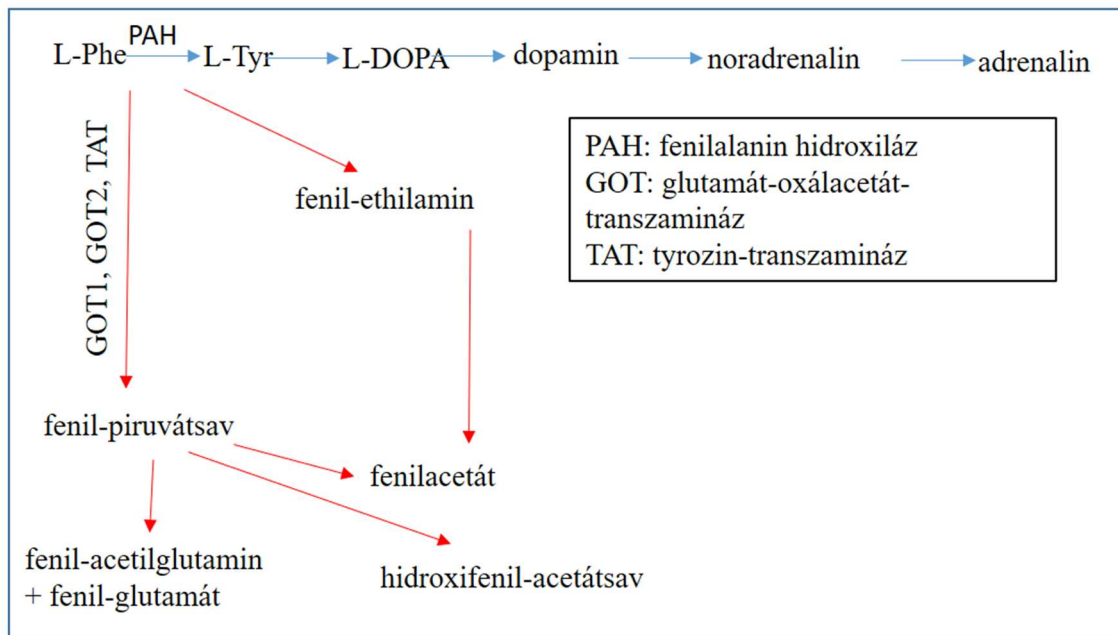 PAH
L-Phe L-Tyr L-DOPA dopamin noradrenalin adrenalin
GOT1, GOT2, TAT
PAH: fenilalanin hidroxiláz
GOT: glutamát-oxálacetát-
transzamináz
TAT: tyrozin-transzamináz
fenil-ethilamin
fenil-piruvátsav
fenilacetát
fenil-acetilglutamin
+ fenil-glutamát
hidroxifenil-acetátsav